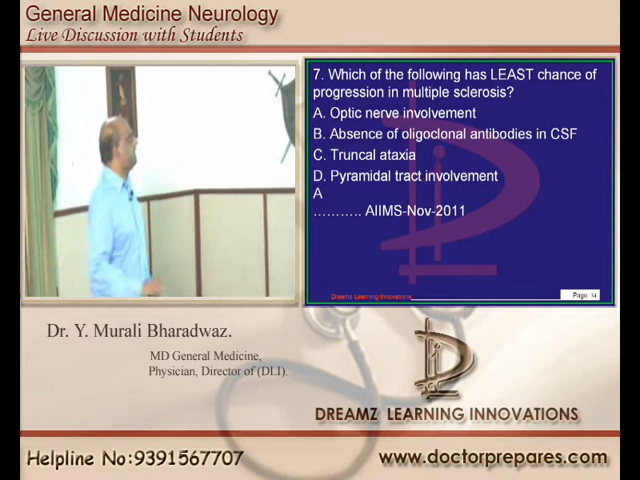 General Medicine Neurology
Live Discussion with Students
7. Which of the following has LEAST chance of
progression in multiple sclerosis?
A. Optic nerve involvement
B. Absence of oligoclonal antibodies in CSF
C. Truncal ataxia
D. Pyramidal tract involvement
A
……….. AIIMS-Nov-2011
Dreamz Learning Innovations
Page: 34
Dr. Y. Murali Bharadwaz.
MD General Medicine,
Physician, Director of (DLI).
DREAMZ LEARNING INNOVATIONS
Helpline No:9391567707
www.doctorprepares.com